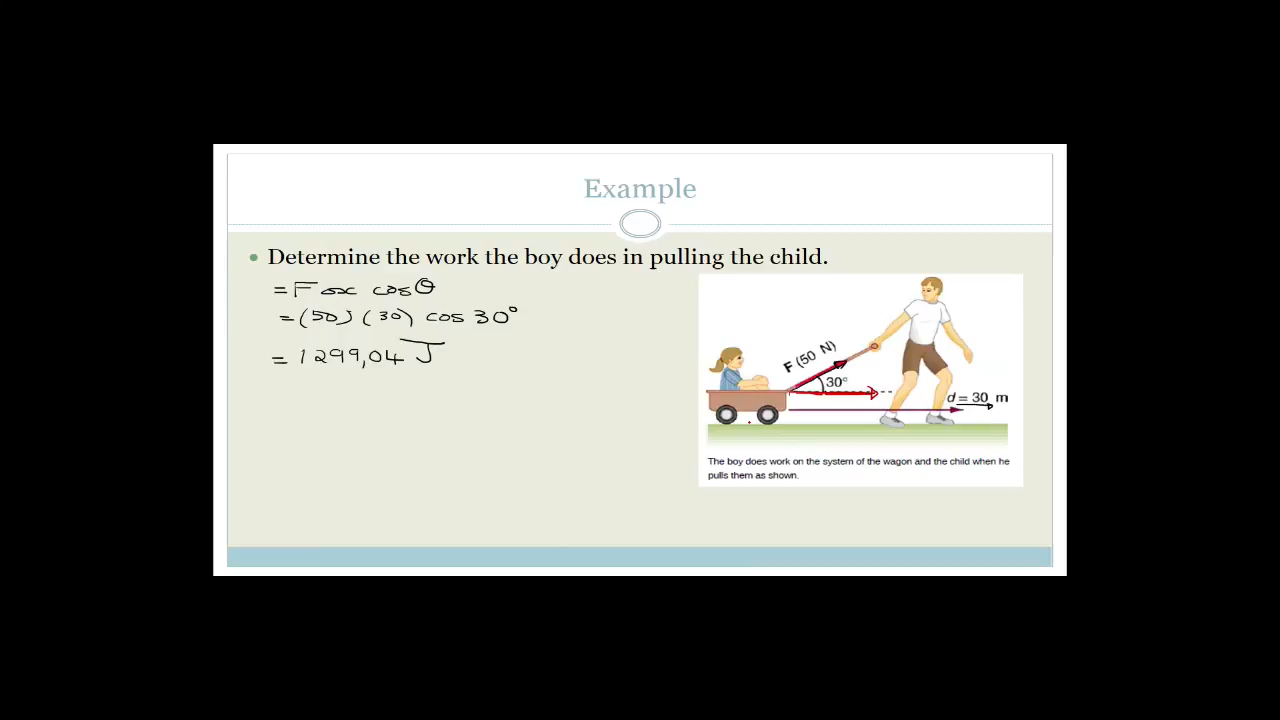 Example
Determine the work the boy does in pulling the child.
= F∆x cosθ
= (50) (30) cos 30°
= 1299,04 J
F (50 N)
30°
d = 30 m
The boy does work on the system of the wagon and the child when he
pulls them as shown.